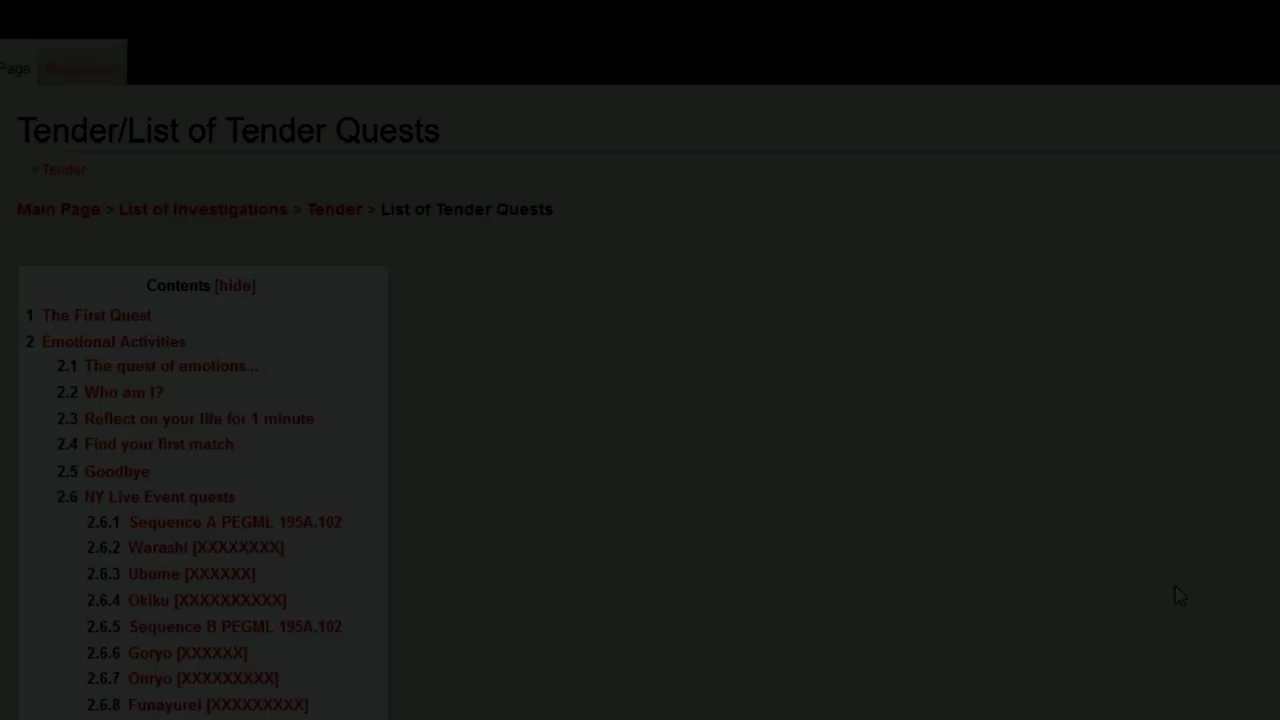 Page
Tender/List of Tender Quests
< Tender
Main Page > List of Investigations > Tender > List of Tender Quests
Contents [hide]
1 The First Quest
2 Emotional Activities
2.1 The quest of emotions...
2.2 Who am I?
2.3 Reflect on your life for 1 minute
2.4 Find your first match
2.5 Goodbye
2.6 NY Live Event quests
2.6.1 Sequence A PEGML 195A.102
2.6.2 Warashi [XXXXXXXX]
2.6.3 Ubume [XXXXXX]
2.6.4 Okiku [XXXXXXXXXX]
2.6.5 Sequence B PEGML 195A.102
2.6.6 Goryo [XXXXXX]
2.6.7 Onryo [XXXXXXXXX]
2.6.8 Funayurei [XXXXXXXXX]